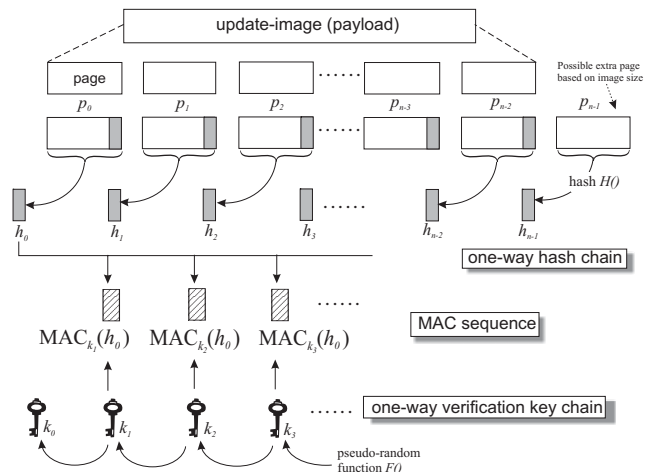 update-image (payload)
Possible extra page
based on image size
page
p₀ p₁ p₂ pₙ₋₃ pₙ₋₂ pₙ₋₁
hash H()
h₀ h₁ h₂ h₃ hₙ₋₂ hₙ₋₁
one-way hash chain
MAC sequence
MACₖ₁(h₀) MACₖ₂(h₀) MACₖ₃(h₀)
one-way verification key chain
k₀ k₁ k₂ k₃
pseudo-random
function F()